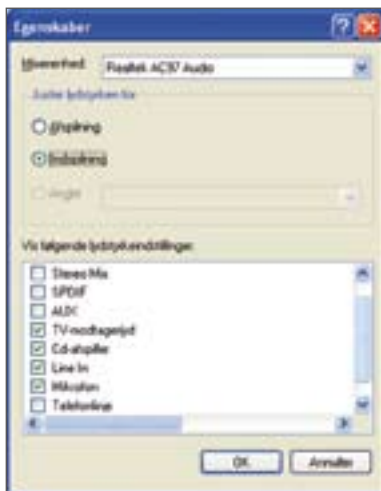 Egenskaber
Mixerenhed: Realtek AC97 Audio
Juster lydstyrken for
Afspilning
Indspilning
Andet
Vis følgende lydstyrkeindstillinger:
Stereo Mix
SPDIF
AUX
TV-modtagerlyd
Cd-afspiller
Line In
Mikrofon
Telefonlinje
OK Annuller